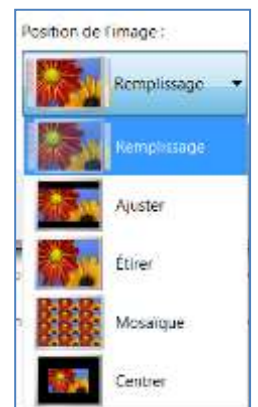 Position de l'image :
Remplissage
Remplissage
Ajuster
Étirer
Mosaïque
Centrer